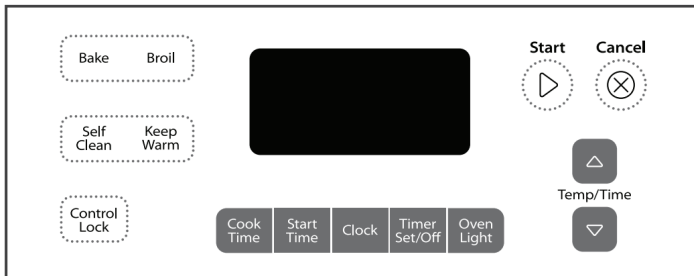 Bake Broil
Self Clean
Keep Warm
Control Lock
Cook Time
Start Time
Clock
Timer Set/Off
Oven Light
Start Cancel
Temp/Time